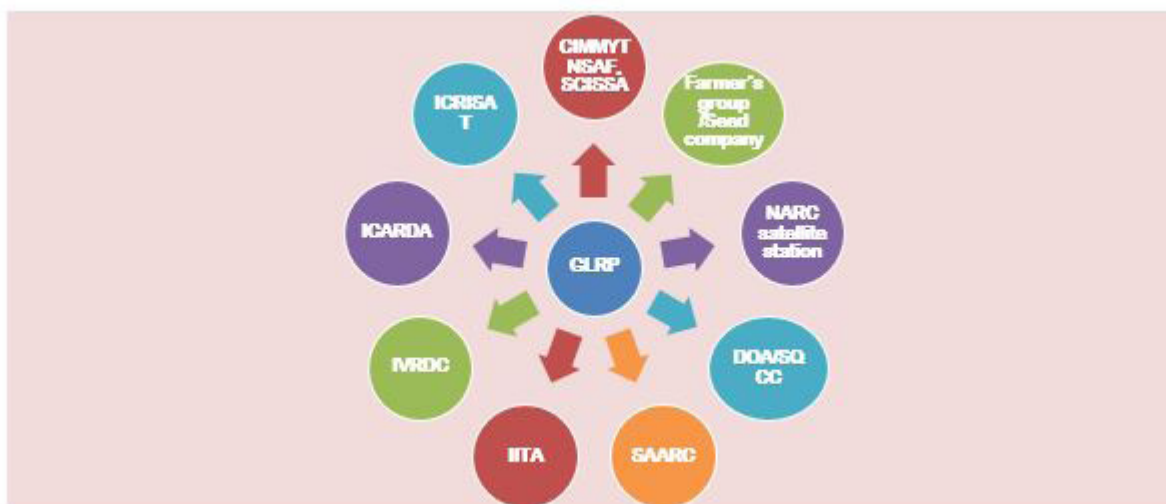 CIMMYT
NSAF,
SCISSA
Farmer's
group
/Seed
company
NARC
satellite
station
DOA/SQ
CC
SAARC
IITA
IVRDC
ICARDA
ICRISA
T
GLRP